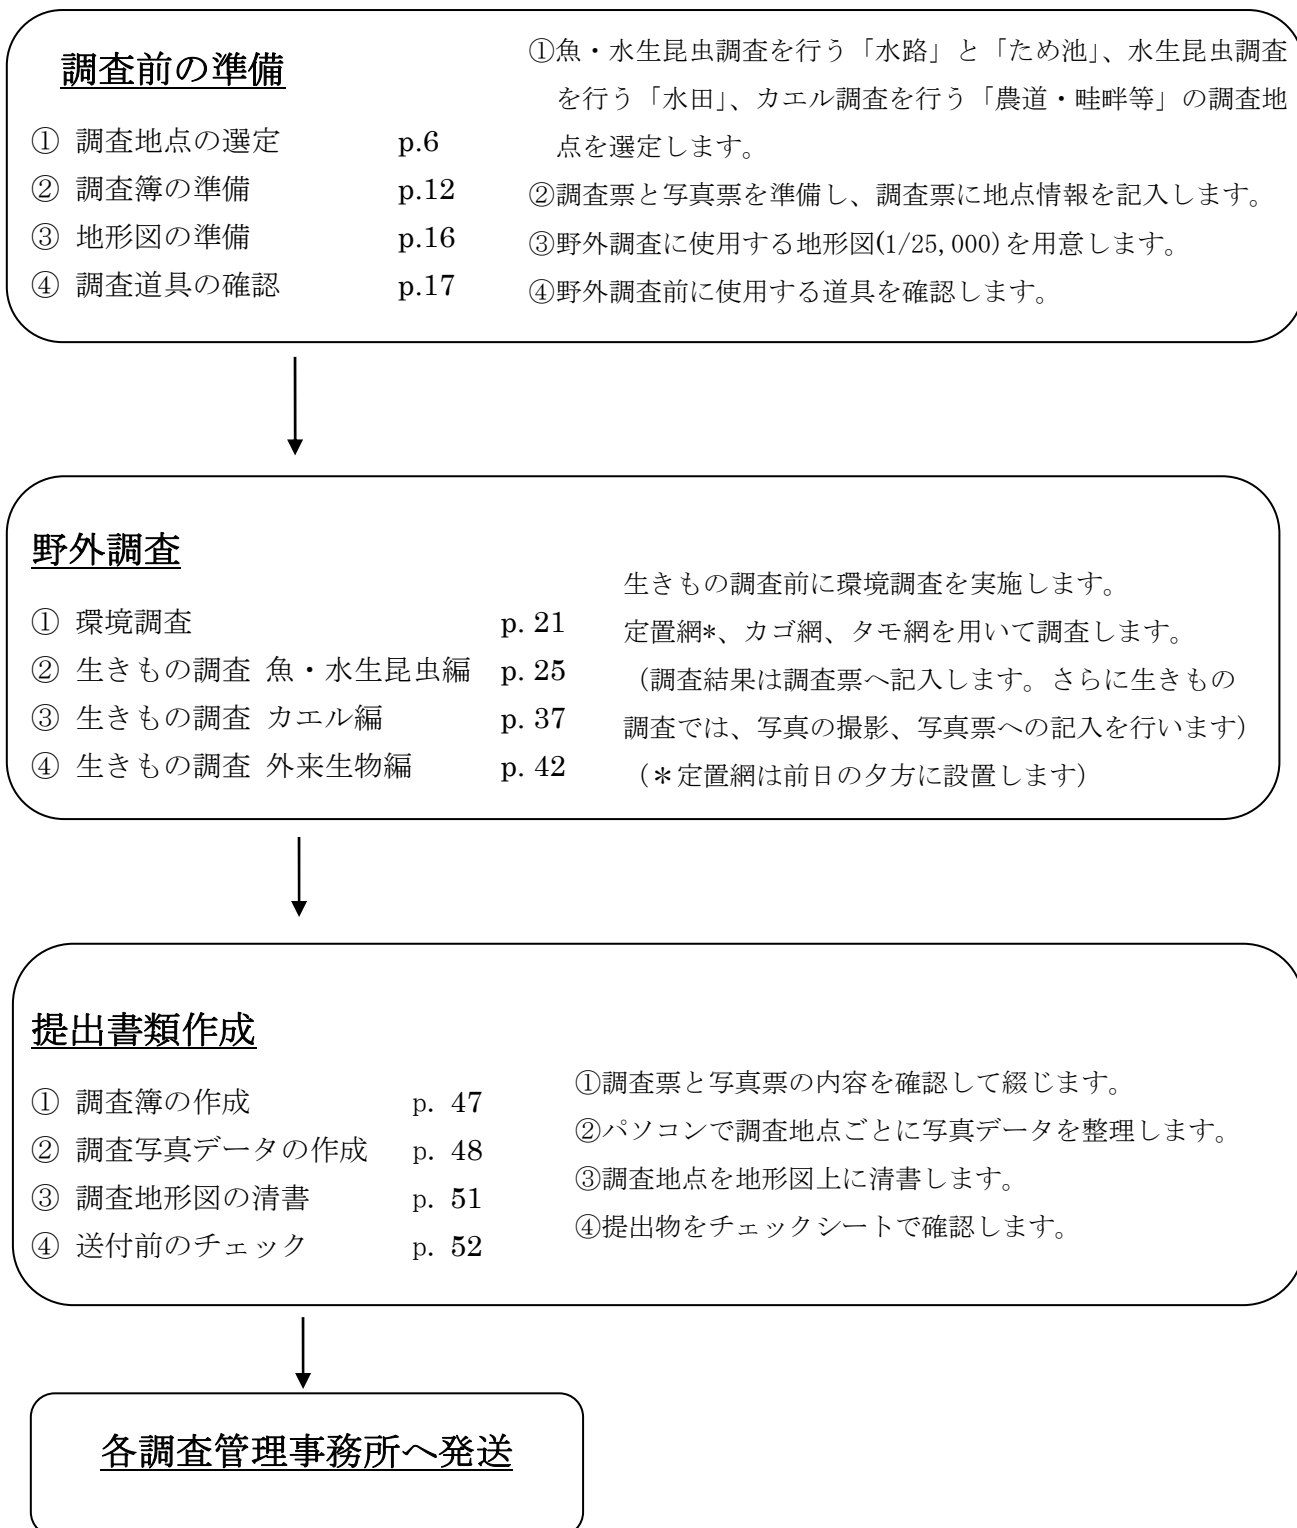 調査前の準備
① 調査地点の選定 p.6
② 調査簿の準備 p.12
③ 地形図の準備 p.16
④ 調査道具の確認 p.17
①魚・水生昆虫調査を行う「水路」と「ため池」、水生昆虫調査
を行う「水田」、カエル調査を行う「農道・畦畔等」の調査地
点を選定します。
②調査票と写真票を準備し、調査票に地点情報を記入します。
③野外調査に使用する地形図(1/25,000)を用意します。
④野外調査前に使用する道具を確認します。
野外調査
① 環境調査 p. 21
② 生きもの調査 魚・水生昆虫編 p. 25
③ 生きもの調査 カエル編 p. 37
④ 生きもの調査 外来生物編 p. 42
生きもの調査前に環境調査を実施します。
定置網*、カゴ網、タモ網を用いて調査します。
（調査結果は調査票へ記入します。さらに生きもの
調査では、写真の撮影、写真票への記入を行います）
（＊定置網は前日の夕方に設置します）
提出書類作成
① 調査簿の作成 p. 47
② 調査写真データの作成 p. 48
③ 調査地形図の清書 p. 51
④ 送付前のチェック p. 52
①調査票と写真票の内容を確認して綴じます。
②パソコンで調査地点ごとに写真データを整理します。
③調査地点を地形図上に清書します。
④提出物をチェックシートで確認します。
各調査管理事務所へ発送